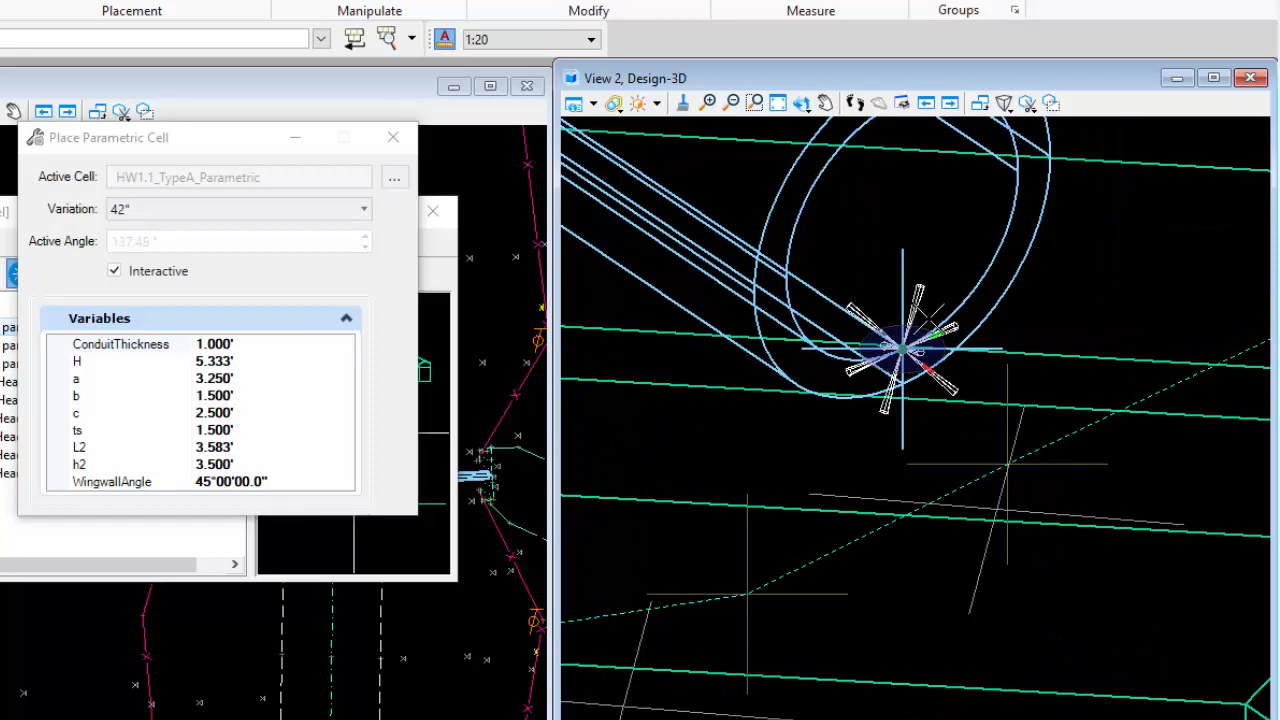 Placement Manipulate Modify Measure Groups
A 1:20
View 2, Design-3D
Place Parametric Cell
Active Cell: HW1.1_TypeA_Parametric ...
Variation: 42"
Active Angle: 137.48 °
Interactive
Variables
ConduitThickness 1.000'
H 5.333'
a 3.250'
b 1.500'
c 2.500'
ts 1.500'
L2 3.583'
h2 3.500'
WingwallAngle 45°00'00.0"